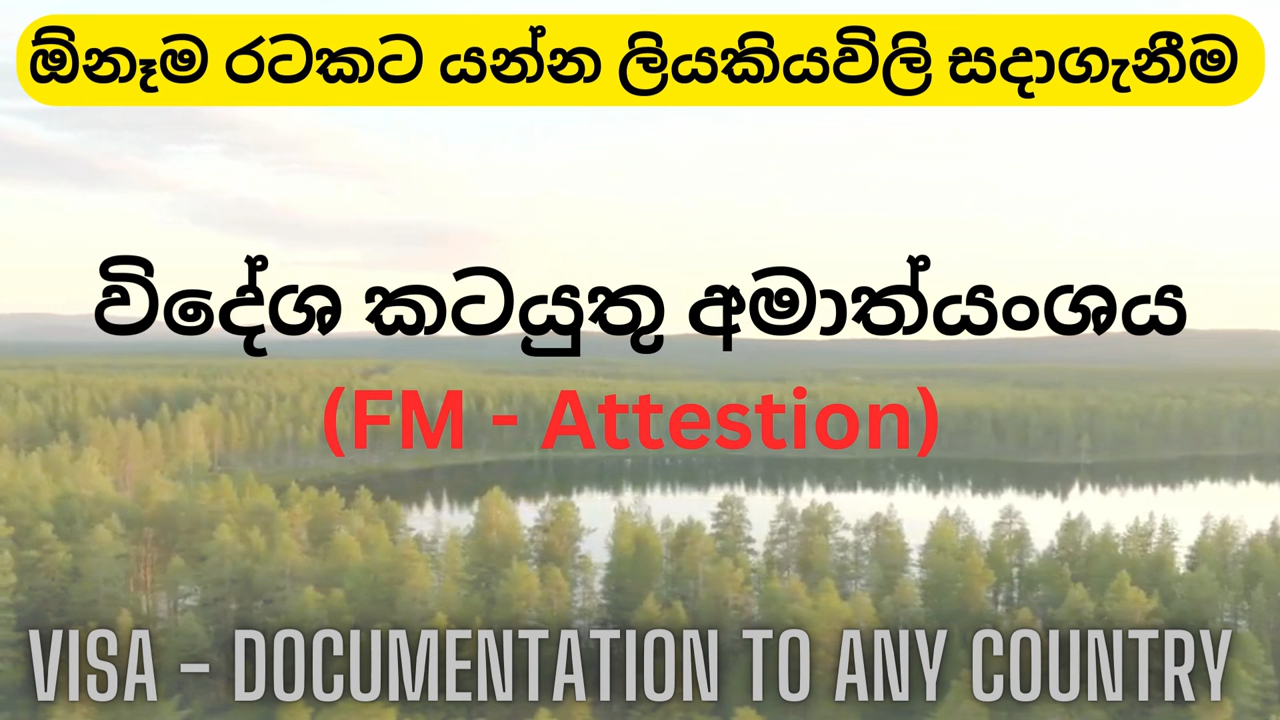 ඕනෑම රටකට යන්න ලියකියවිලි සදාගැනීම
විදේශ කටයුතු අමාත්යංශය
(FM - Attestion)
VISA – DOCUMENTATION TO ANY COUNTRY